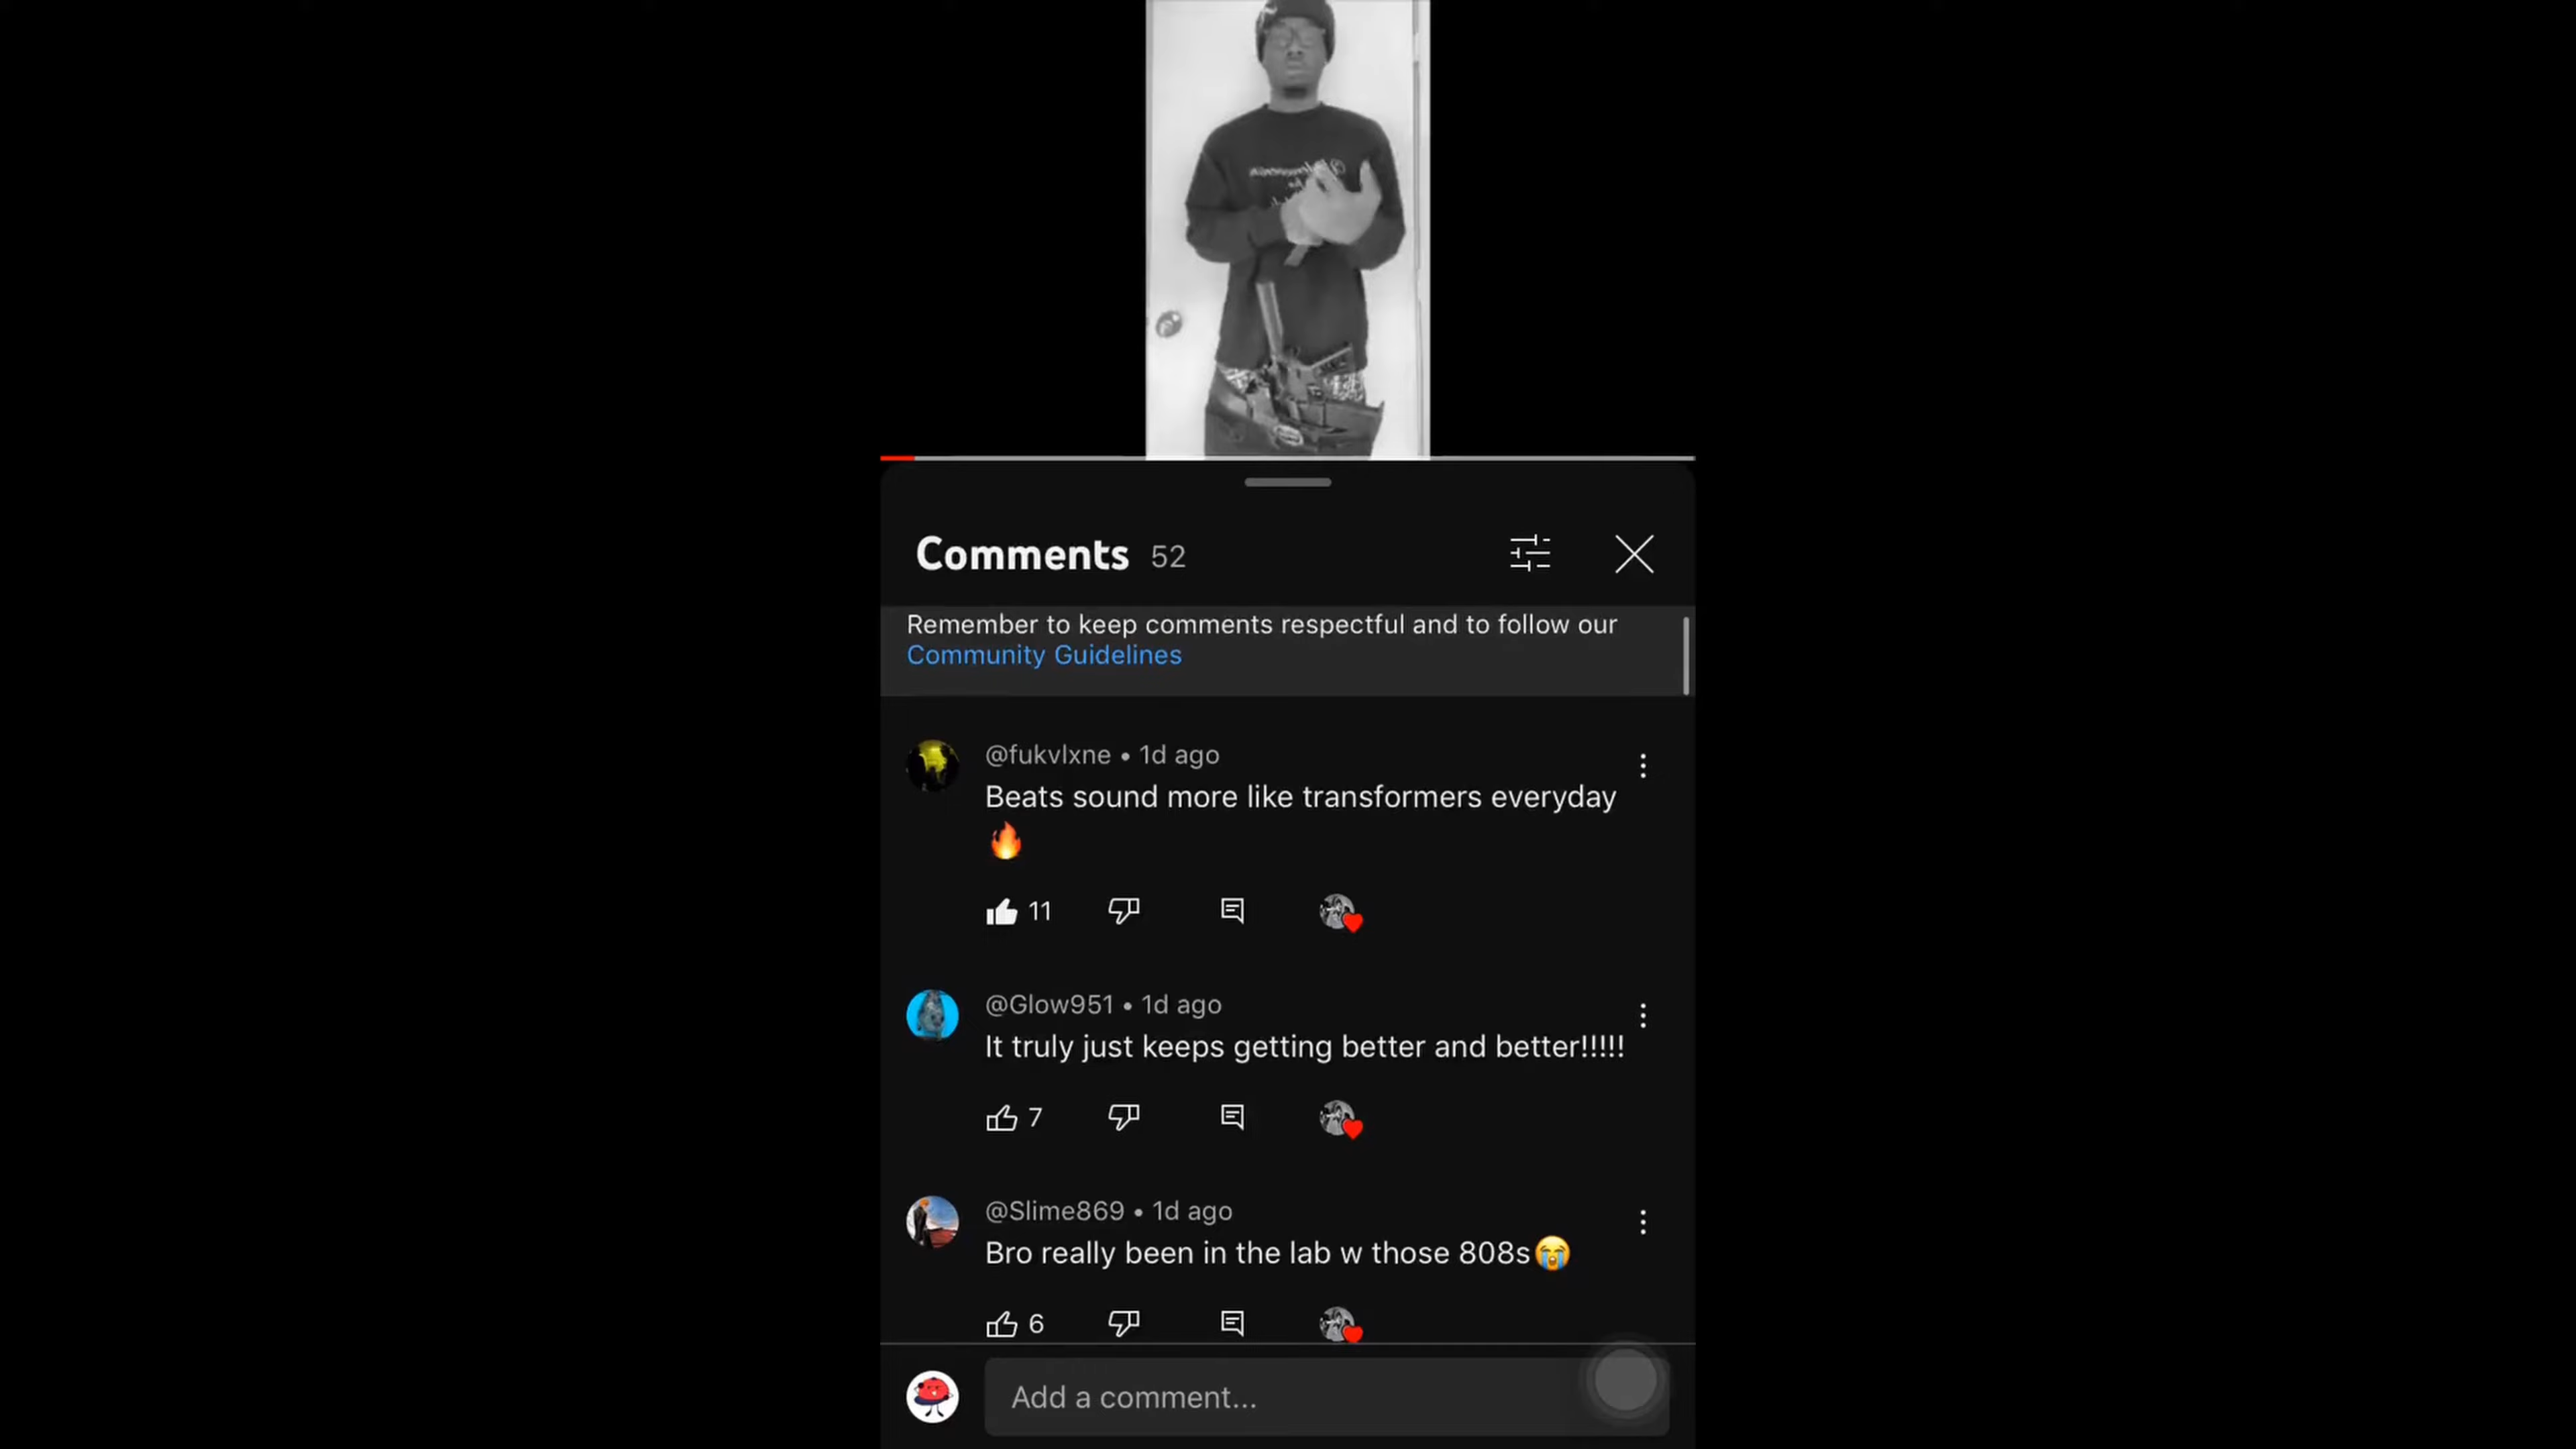 Comments 52
Remember to keep comments respectful and to follow our
Community Guidelines
@fukvlxne • 1d ago
Beats sound more like transformers everyday
🔥
11
@Glow951 • 1d ago
It truly just keeps getting better and better!!!!!
7
@Slime869 • 1d ago
Bro really been in the lab w those 808s😭
6
Add a comment...